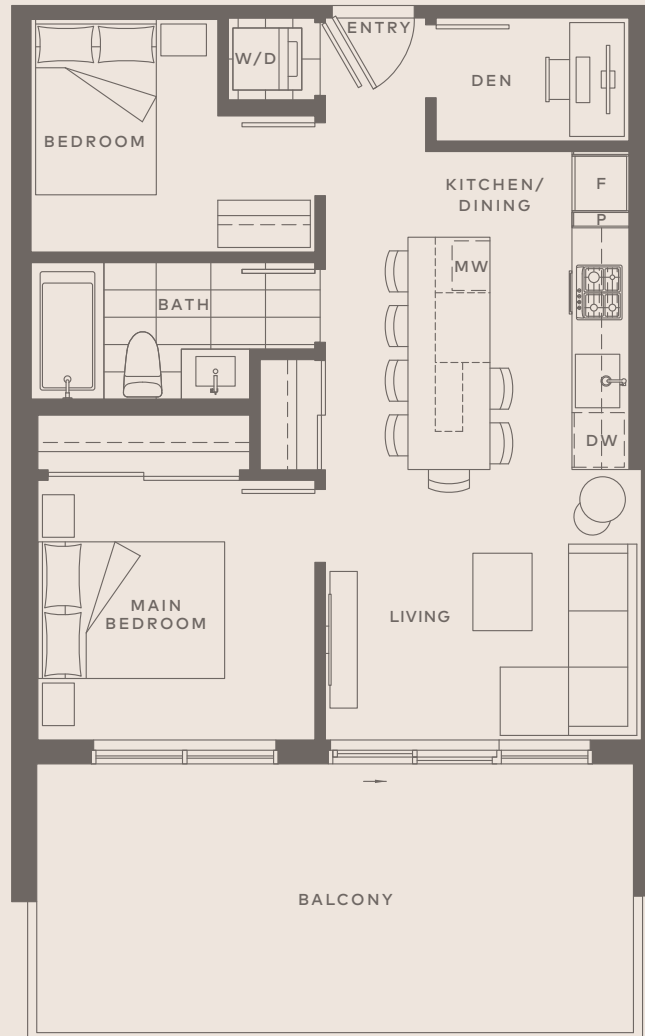 ENTRY
W/D
DEN
BEDROOM
KITCHEN/
DINING
F
P
MW
BATH
DW
MAIN
BEDROOM
LIVING
BALCONY